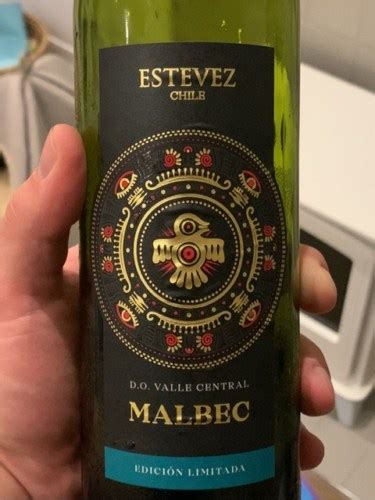 ESTEVEZ
CHILE
D.O. VALLE CENTRAL
MALBEC
EDICIÓN LIMITADA